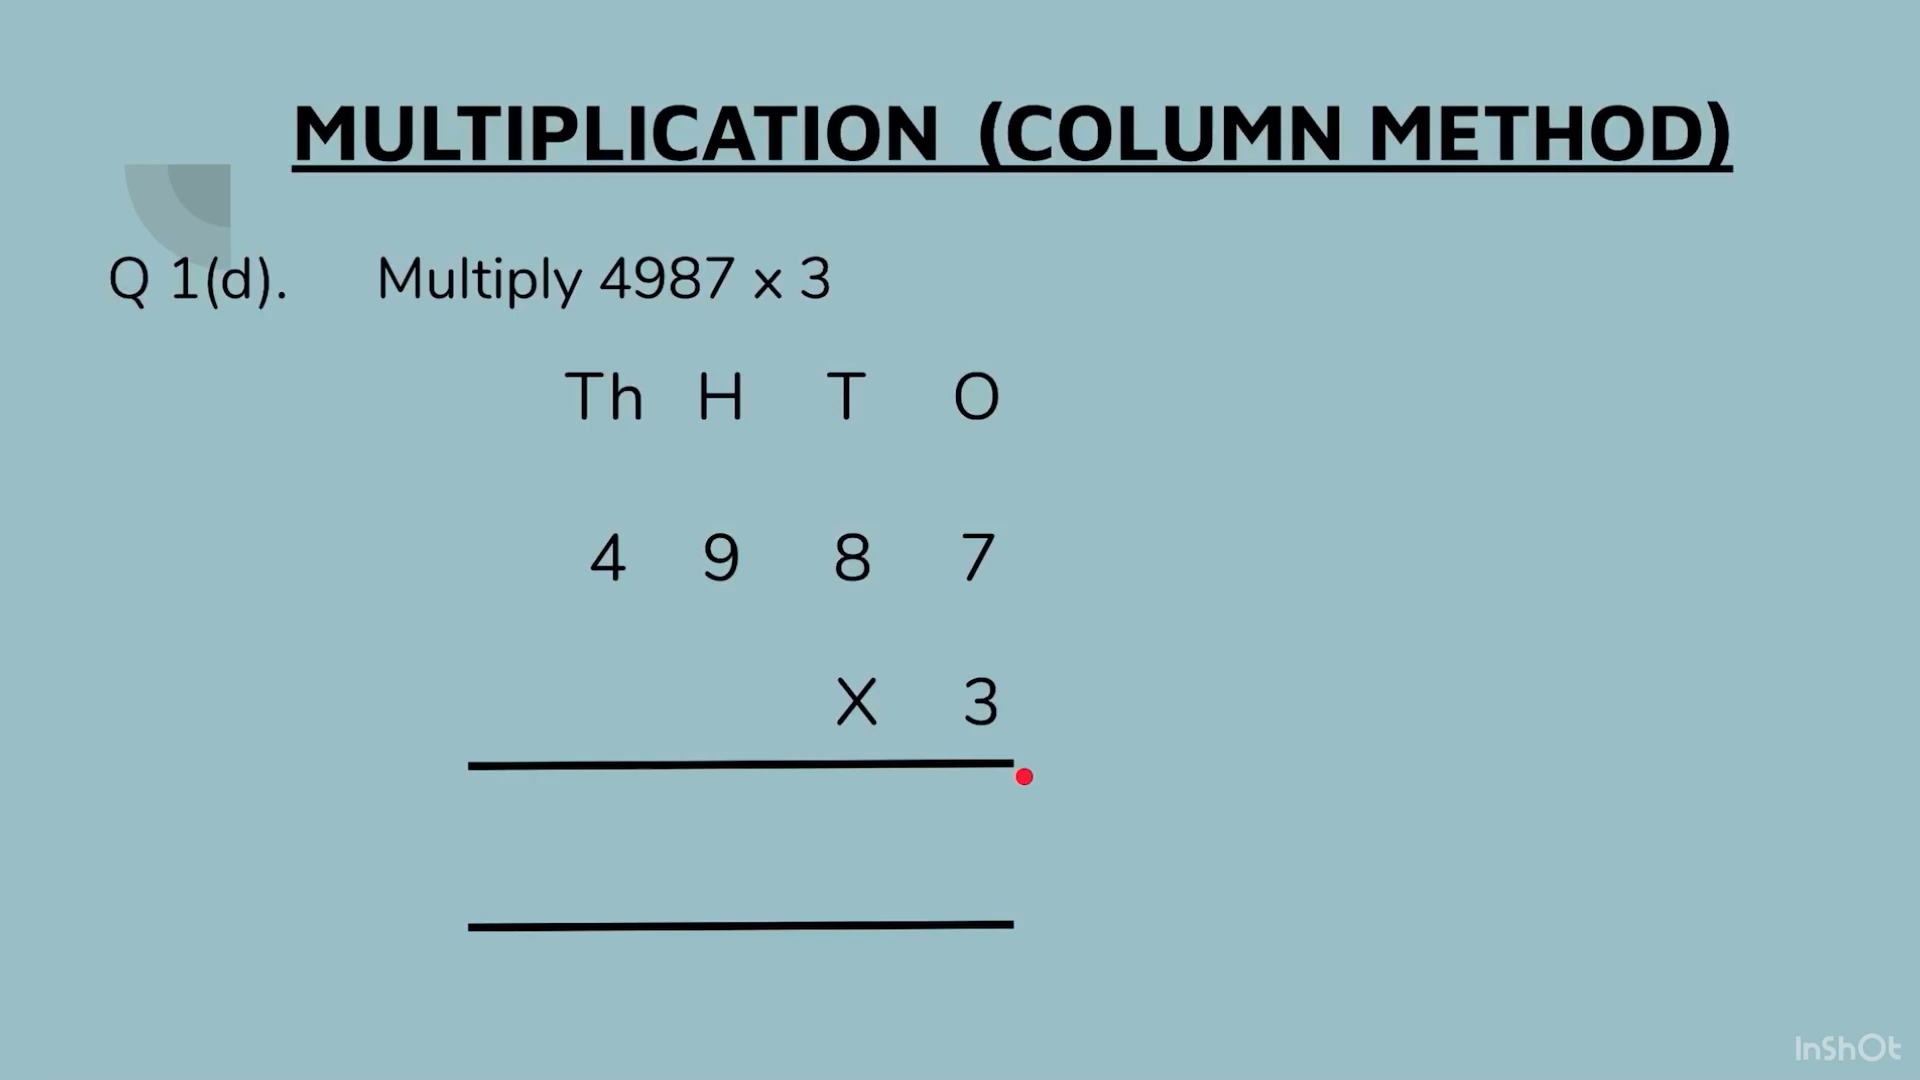 MULTIPLICATION (COLUMN METHOD)
Q 1(d). Multiply 4987 x 3
Th H T O
4 9 8 7
X 3
InShOt